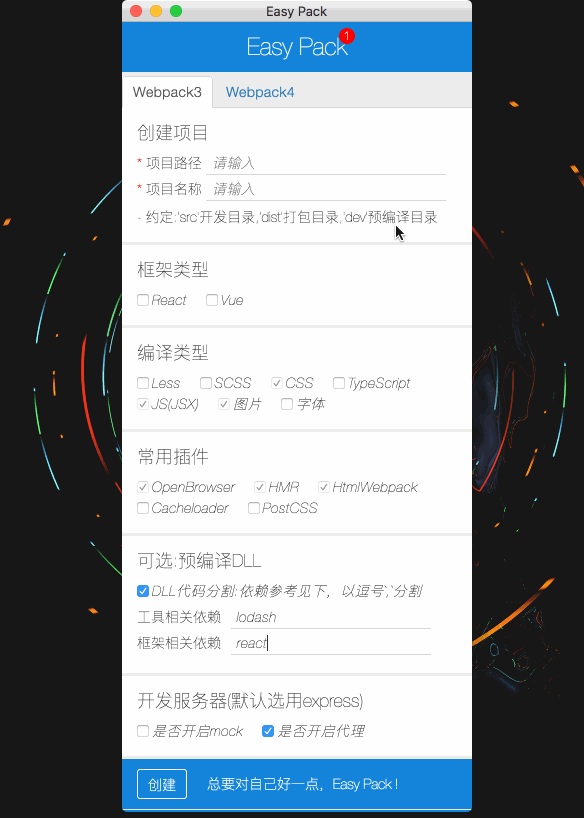 Easy Pack
Easy Pack 1
Webpack3 Webpack4
创建项目
* 项目路径 请输入
* 项目名称 请输入
- 约定:'src'开发目录,'dist'打包目录,'dev'预编译目录
框架类型
React Vue
编译类型
Less SCSS CSS TypeScript
JS(JSX) 图片 字体
常用插件
OpenBrowser HMR HtmlWebpack
Cacheloader PostCSS
可选:预编译DLL
DLL代码分割:依赖参考见下，以逗号','分割
工具相关依赖 lodash
框架相关依赖 react
开发服务器(默认选用express)
是否开启mock 是否开启代理
创建 总要对自己好一点，Easy Pack !